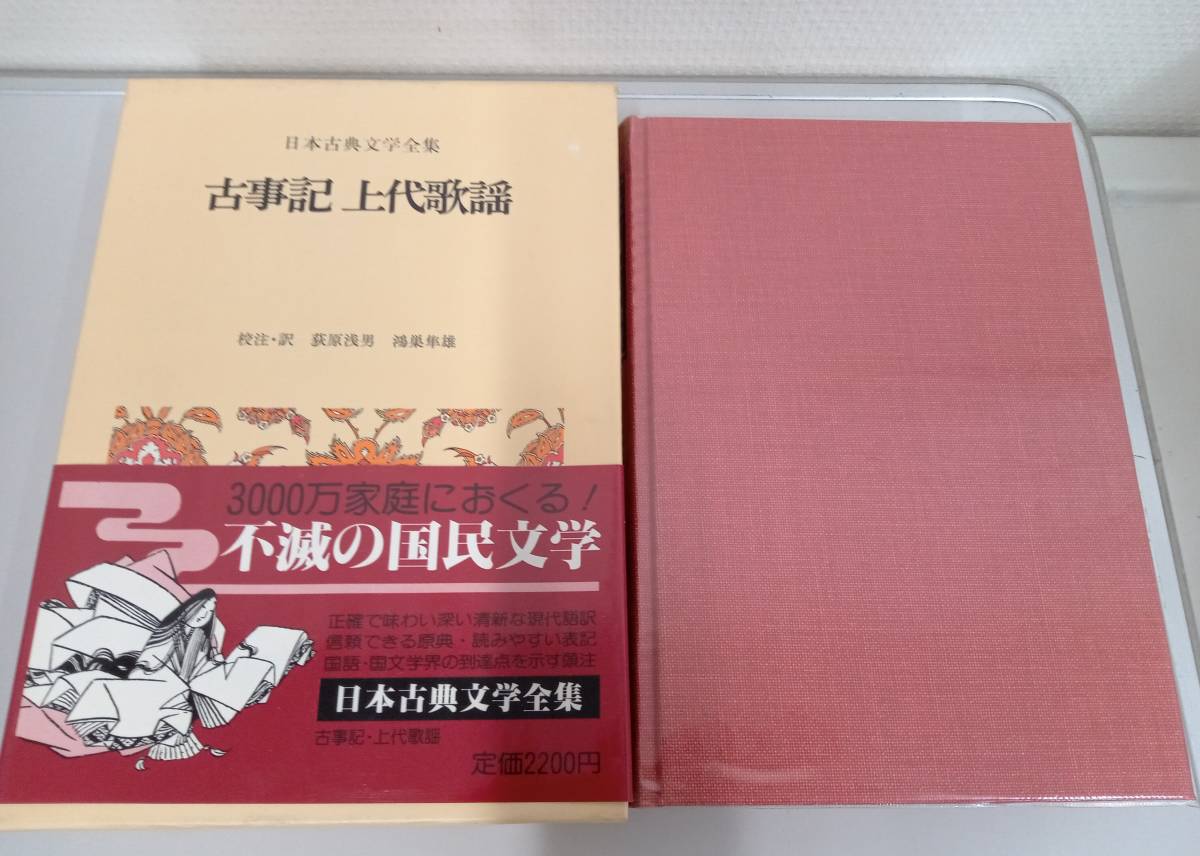 日本古典文学全集
古事記 上代歌謡
校注・訳 荻原浅男 鴻巣隼雄
3000万家庭におくる!
不滅の国民文学
正確で味わい深い清新な現代語訳
信頼できる原典・読みやすい表記
国語・国文学界の到達点を示す頭注
日本古典文学全集
古事記・上代歌謡
定価2200円